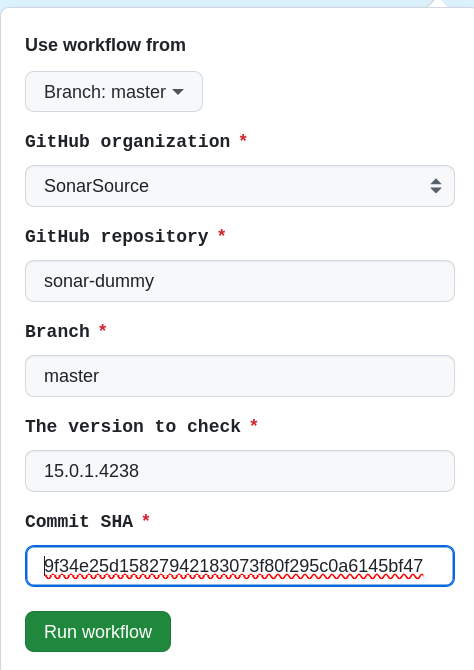 Use workflow from
Branch: master
GitHub organization *
SonarSource
GitHub repository *
sonar-dummy
Branch *
master
The version to check *
15.0.1.4238
Commit SHA *
9f34e25d15827942183073f80f295c0a6145bf47
Run workflow